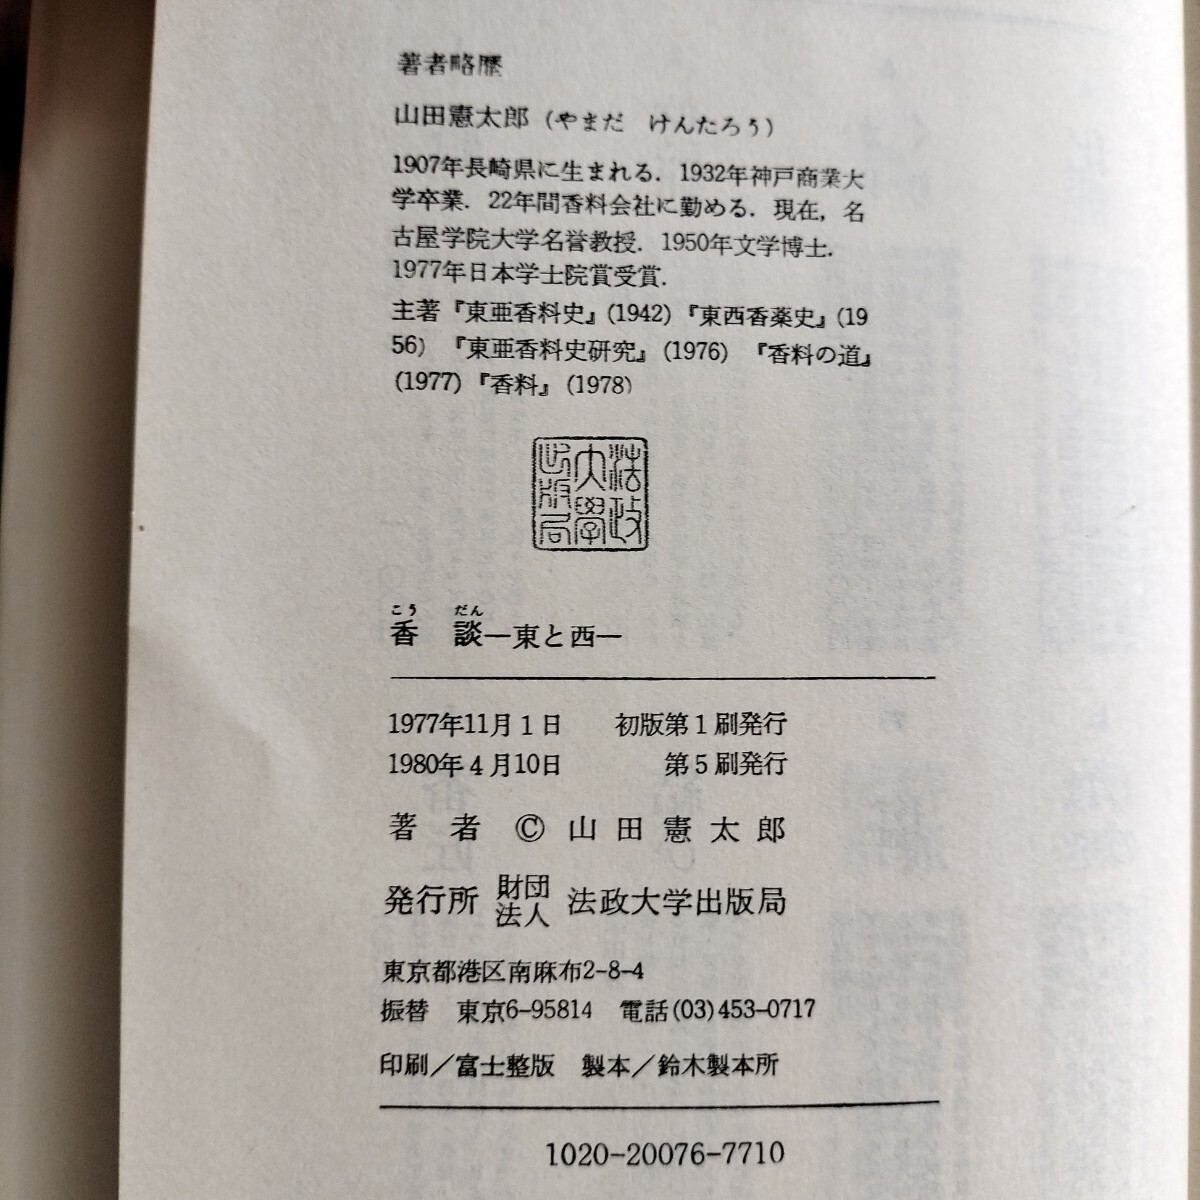 著者略歴
山田憲太郎（やまだ　けんたろう）
1907年長崎県に生まれる．1932年神戸商業大
学卒業．22年間香料会社に勤める．現在，名
古屋学院大学名誉教授．1950年文学博士．
1977年日本学士院賞受賞．
主著『東亜香料史』(1942)『東西香薬史』(19
56)『東亜香料史研究』(1976)『香料の道』
(1977)『香料』(1978)
法政
大學
出版局
こう　だん
香　談—東と西—
1977年11月1日　初版第1刷発行
1980年4月10日　第5刷発行
著　者　©　山田憲太郎
発行所　財団法人　法政大学出版局
東京都港区南麻布2-8-4
振替　東京6-95814　電話(03)453-0717
印刷／富士整版　製本／鈴木製本所
1020-20076-7710